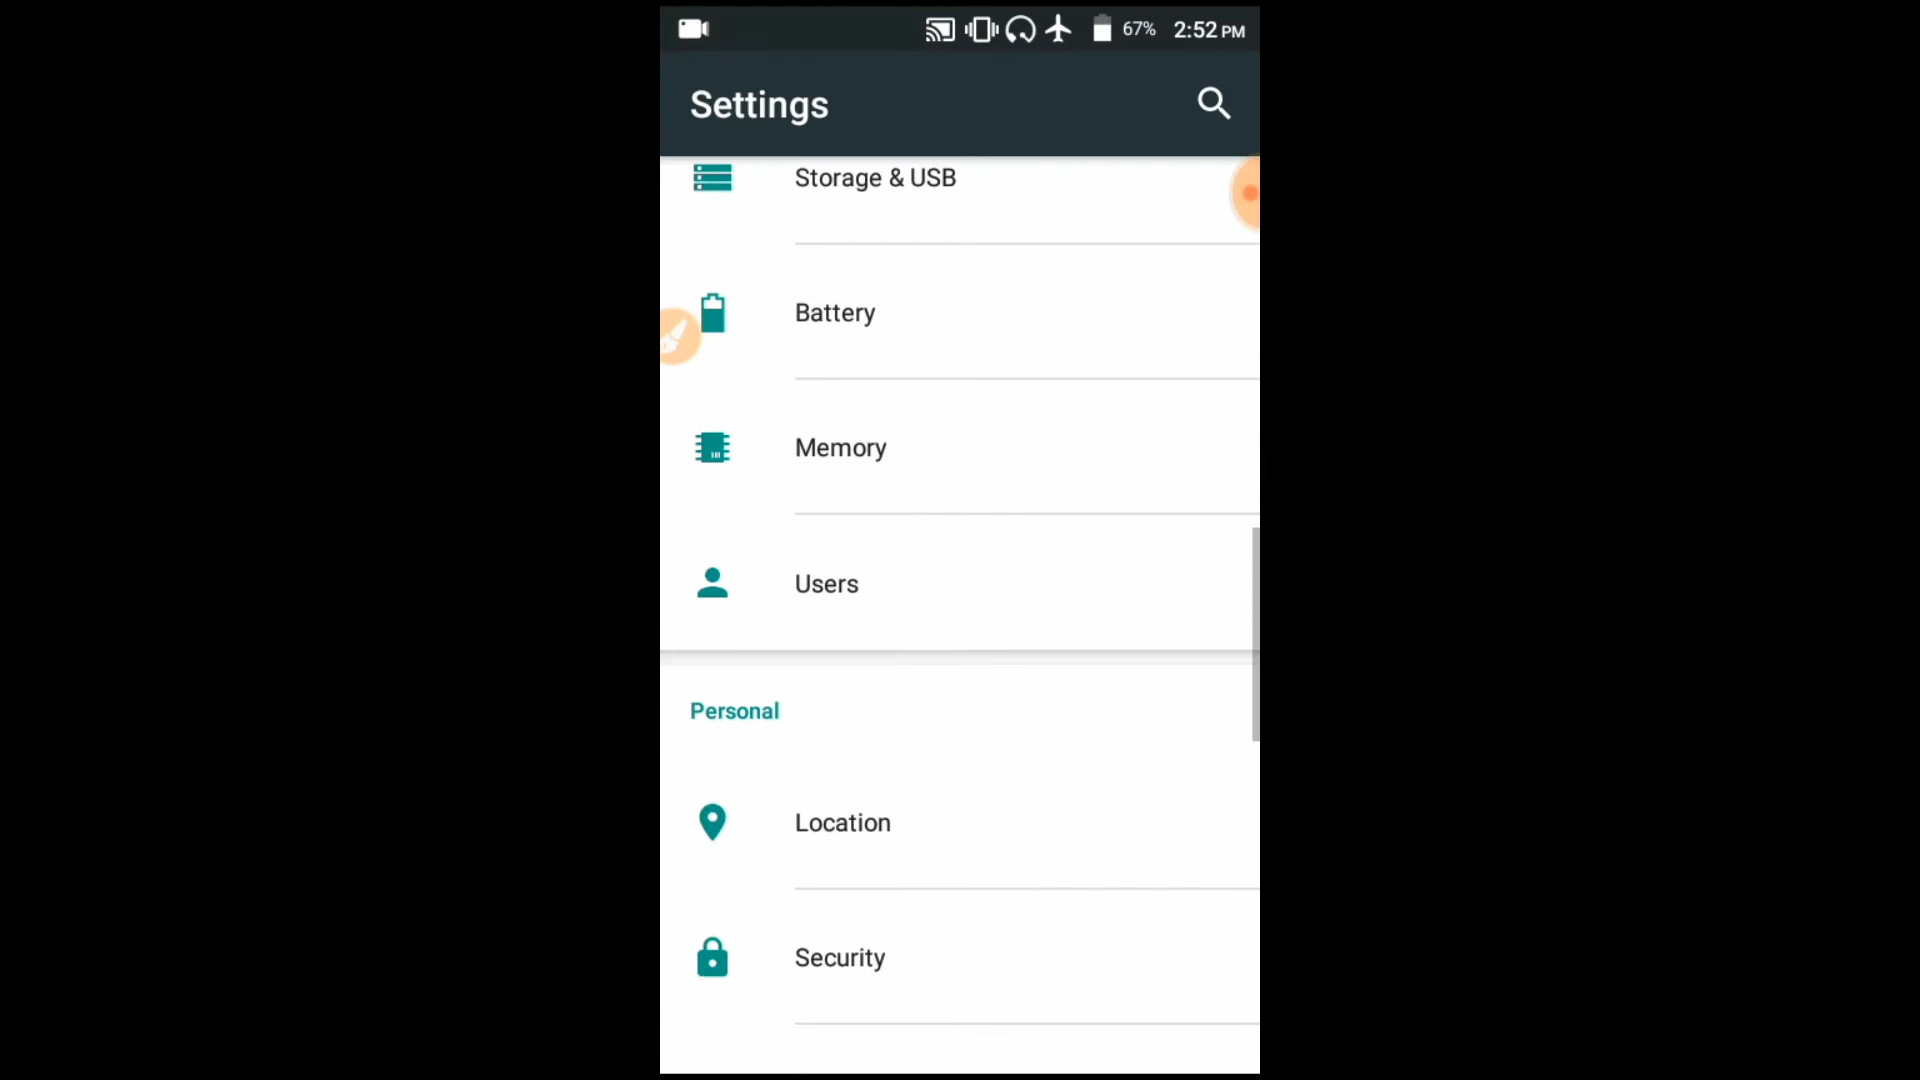 67% 2:52 PM
Settings
Storage & USB
Battery
Memory
Users
Personal
Location
Security